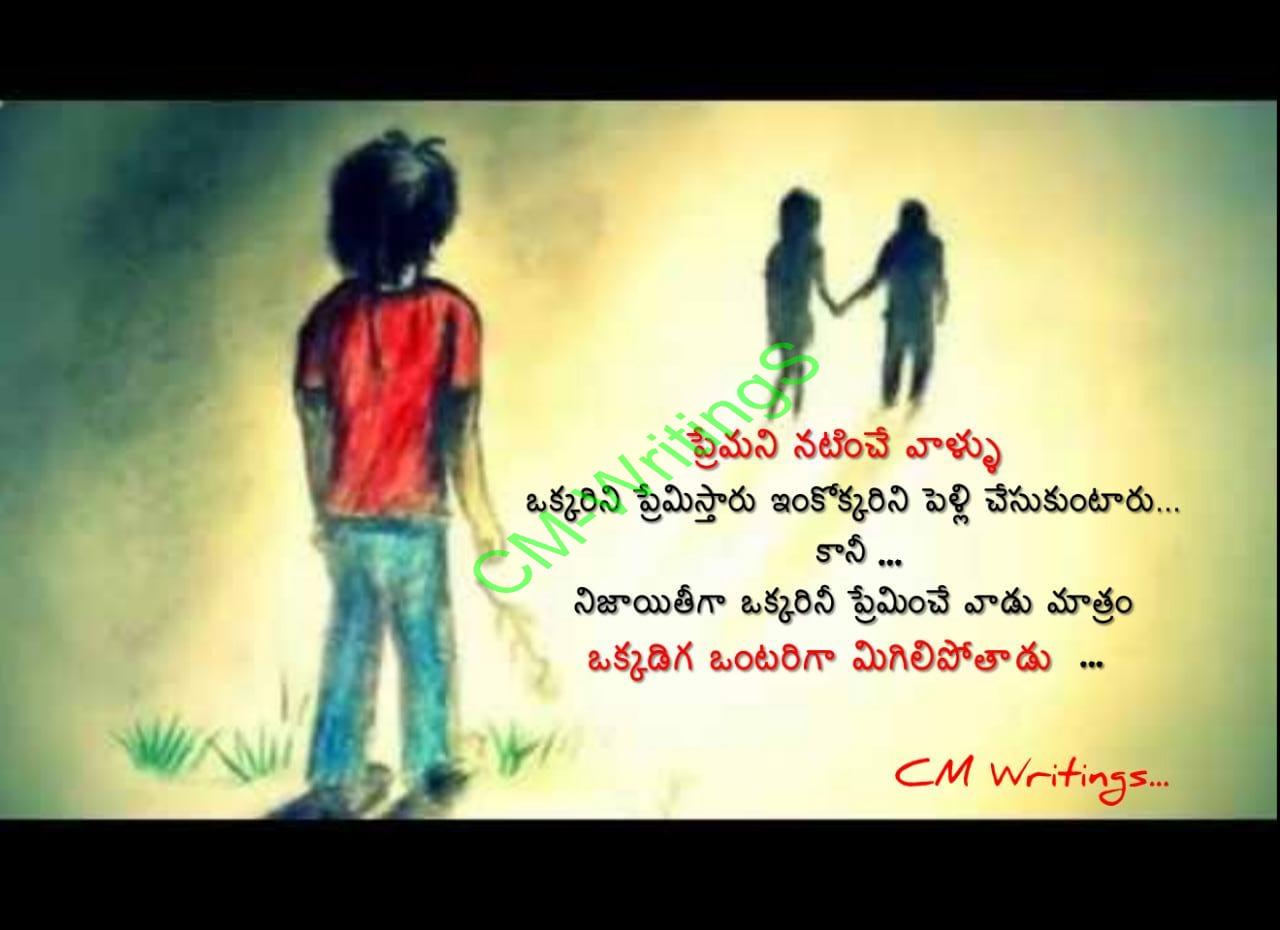 CM-WritingS
ప్రేమని నటించే వాళ్ళు
ఒక్కరిని ప్రేమిస్తారు ఇంకోక్కరిని పెళ్లి చేసుకుంటారు...
కానీ ...
నిజాయితీగా ఒక్కరినీ ప్రేమించే వాడు మాత్రం
ఒక్కడిగ ఒంటరిగా మిగిలిపోతాడు ...
CM Writings...